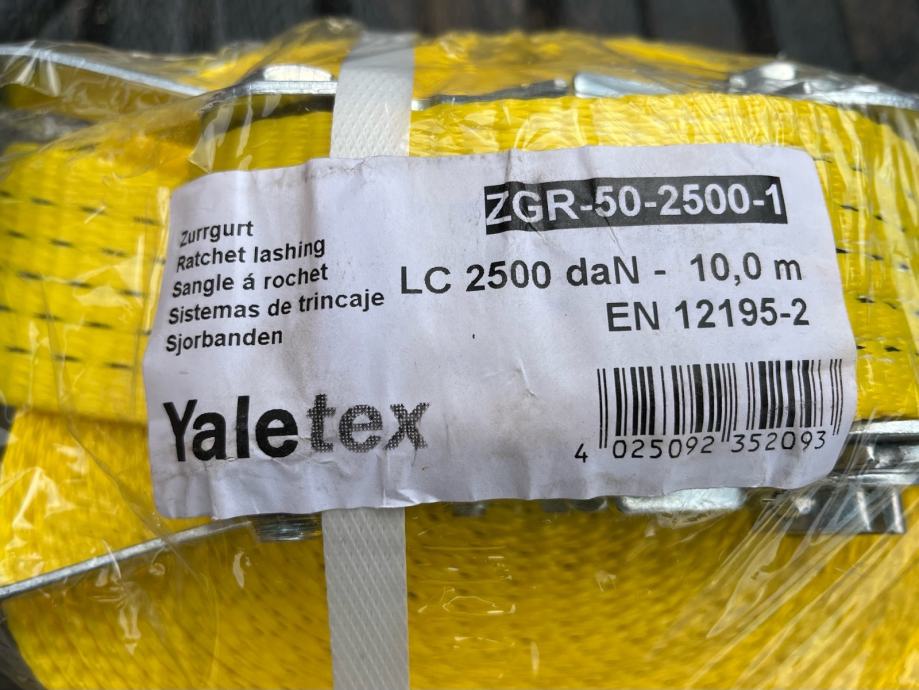 ZGR-50-2500-1
Zurrgurt
Ratchet lashing
Sangle á rochet
Sistemas de trincaje
Sjorbanden
LC 2500 daN - 10,0 m
EN 12195-2
Yaletex
4 025092 352093